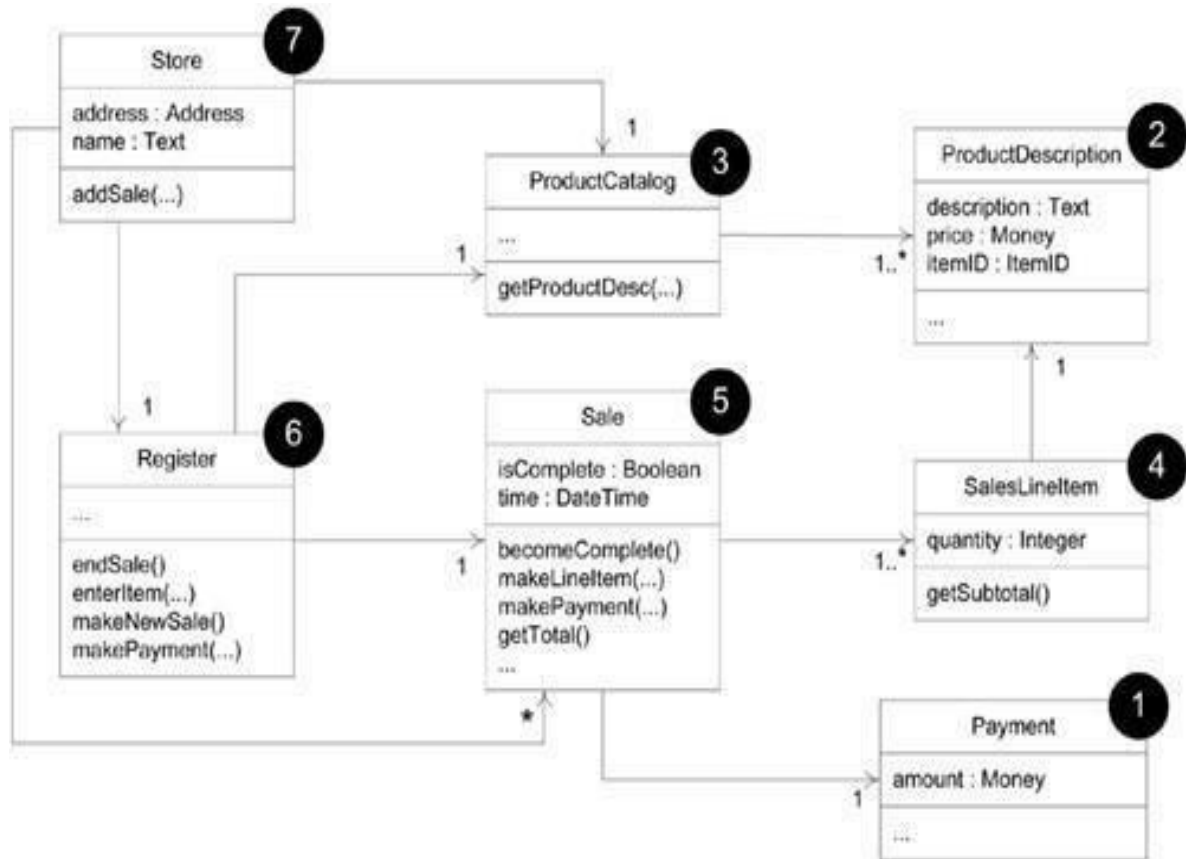 7
Store
address : Address
name : Text
addSale(...)
1
3
ProductCatalog
...
getProductDesc(...)
1
1..*
2
ProductDescription
description : Text
price : Money
itemID : ItemID
...
1
1
6
Register
...
endSale()
enterItem(...)
makeNewSale()
makePayment(...)
1
5
Sale
isComplete : Boolean
time : DateTime
becomeComplete()
makeLineItem(...)
makePayment(...)
getTotal()
...
*
1..*
4
SalesLineItem
quantity : Integer
getSubtotal()
1
1
Payment
amount : Money
...